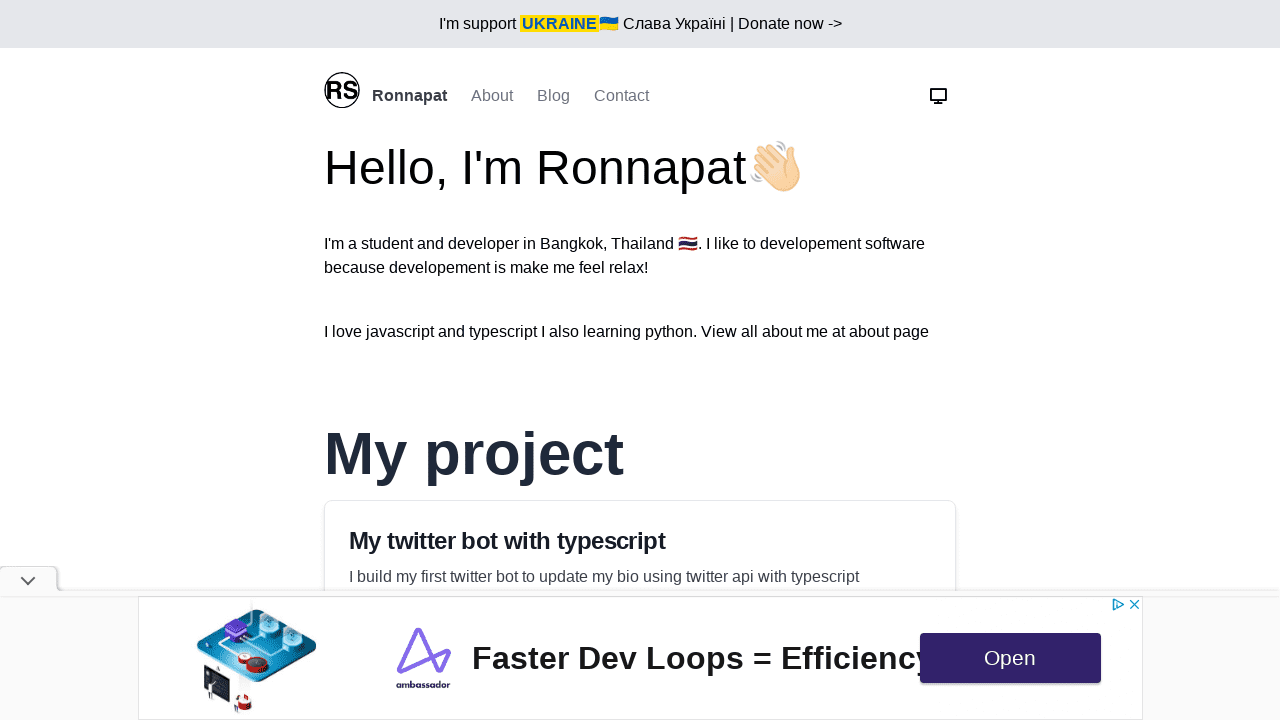 I'm support UKRAINE🇺🇦 Слава Україні | Donate now ->
RS Ronnapat About Blog Contact
Hello, I'm Ronnapat👋🏻
I'm a student and developer in Bangkok, Thailand 🇹🇭. I like to developement software
because developement is make me feel relax!
I love javascript and typescript I also learning python. View all about me at about page
My project
My twitter bot with typescript
I build my first twitter bot to update my bio using twitter api with typescript
ambassador
Faster Dev Loops = Efficiency
Open